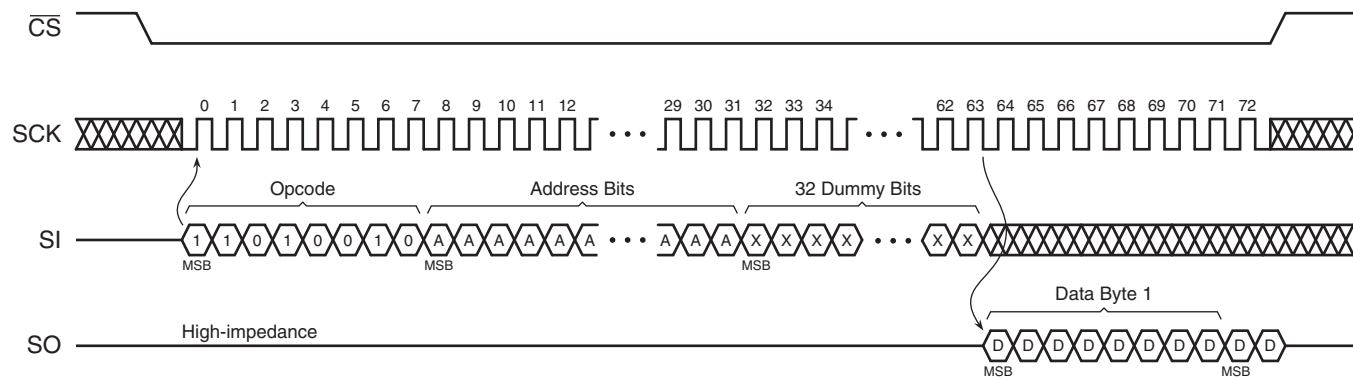 CS
0 1 2 3 4 5 6 7 8 9 10 11 12 29 30 31 32 33 34 62 63 64 65 66 67 68 69 70 71 72
SCK
Opcode Address Bits 32 Dummy Bits
SI 1 1 0 1 0 0 1 0 A A A A A A A A A X X X X X X
MSB MSB MSB
Data Byte 1
High-impedance
SO D D D D D D D D D D
MSB MSB